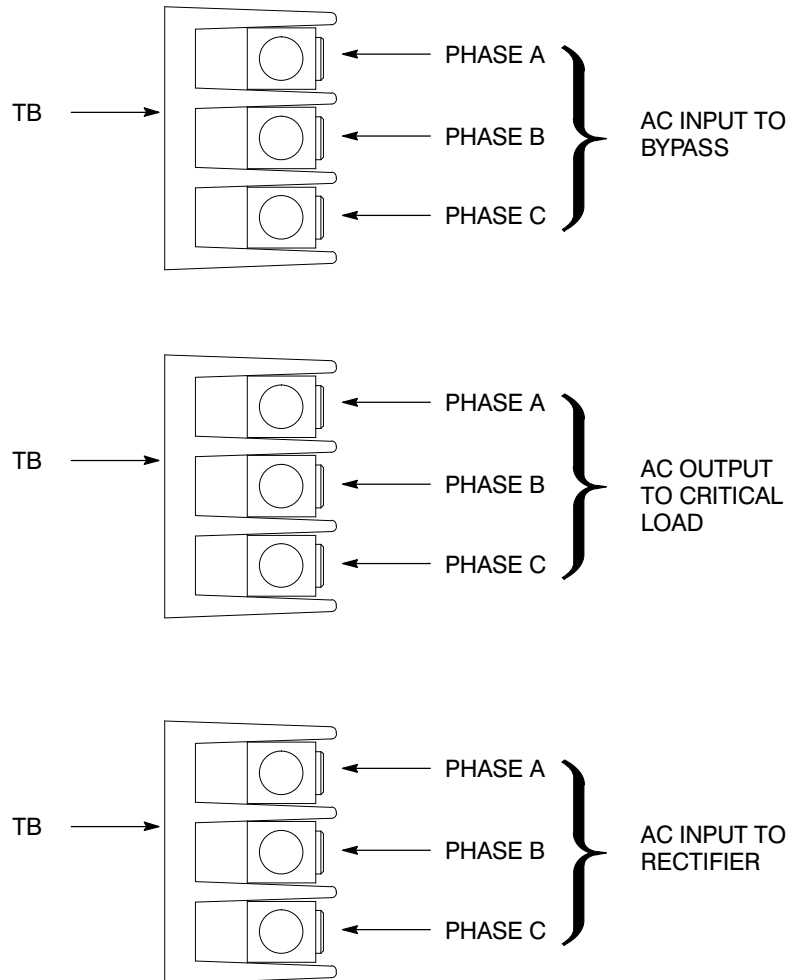 PHASE A
TB
PHASE B
PHASE C
AC INPUT TO
BYPASS
PHASE A
TB
PHASE B
PHASE C
AC OUTPUT
TO CRITICAL
LOAD
PHASE A
TB
PHASE B
PHASE C
AC INPUT TO
RECTIFIER